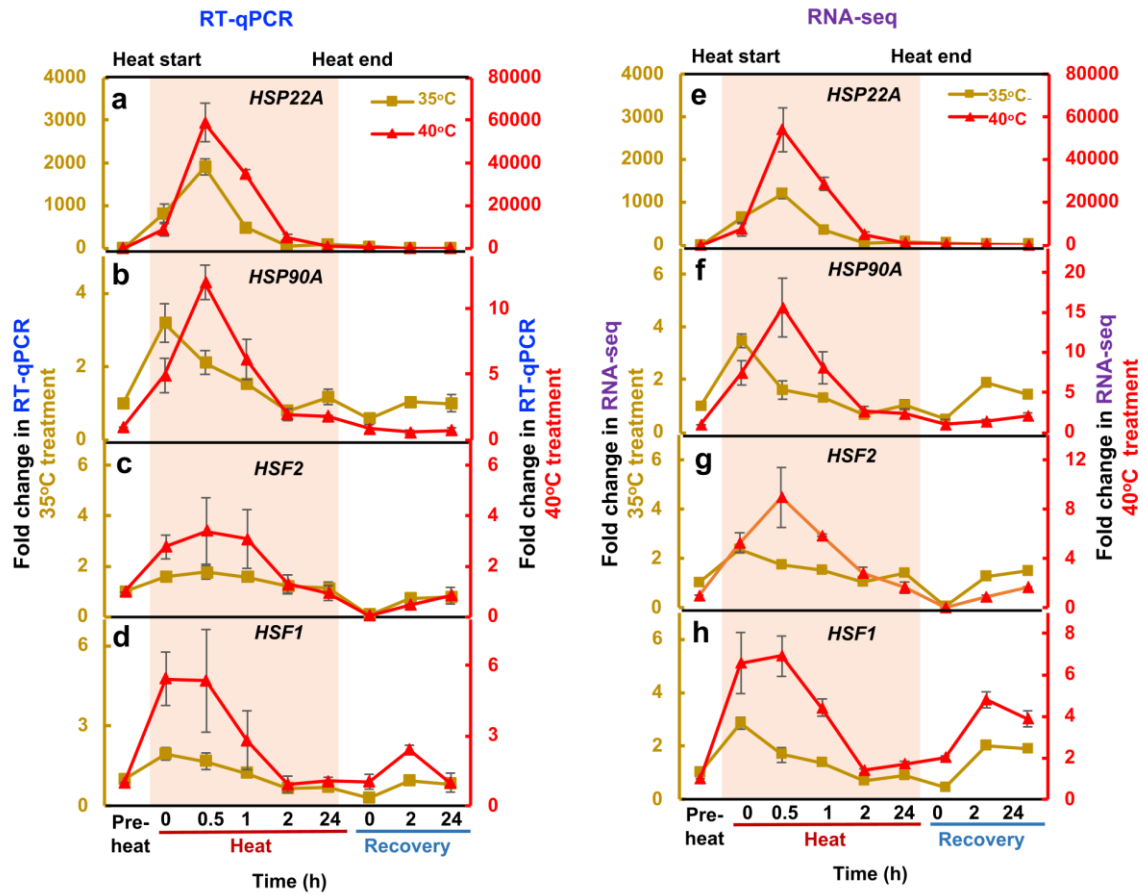 RT-qPCR
RNA-seq
Heat start
Heat end
Heat start
Heat end
a
HSP22A
35°C
40°C
4000
3000
2000
1000
0
80000
60000
40000
20000
0
b
HSP90A
4
2
0
10
5
0
c
HSF2
6
4
2
0
6
4
2
0
d
HSF1
6
3
0
6
3
0
Fold change in RT-qPCR
35°C treatment
Fold change in RT-qPCR
40°C treatment
Pre-heat
0 0.5 1 2 24 0 2 24
Heat
Recovery
Time (h)
e
HSP22A
35°C-
40°C
4000
3000
2000
1000
0
80000
60000
40000
20000
0
f
HSP90A
6
4
2
0
20
15
10
5
0
g
HSF2
6
4
2
0
12
8
4
0
h
HSF1
6
4
2
0
8
6
4
2
0
Fold change in RNA-seq
35°C treatment
Fold change in RNA-seq
40°C treatment
Pre-heat
0 0.5 1 2 24 0 2 24
Heat
Recovery
Time (h)